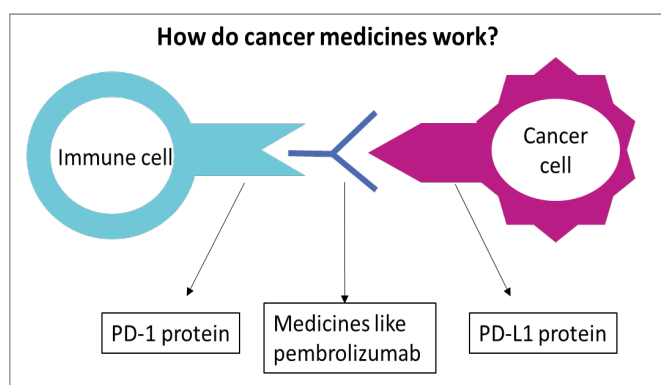 How do cancer medicines work?
Immune cell
Cancer
cell
PD-1 protein
Medicines like
pembrolizumab
PD-L1 protein